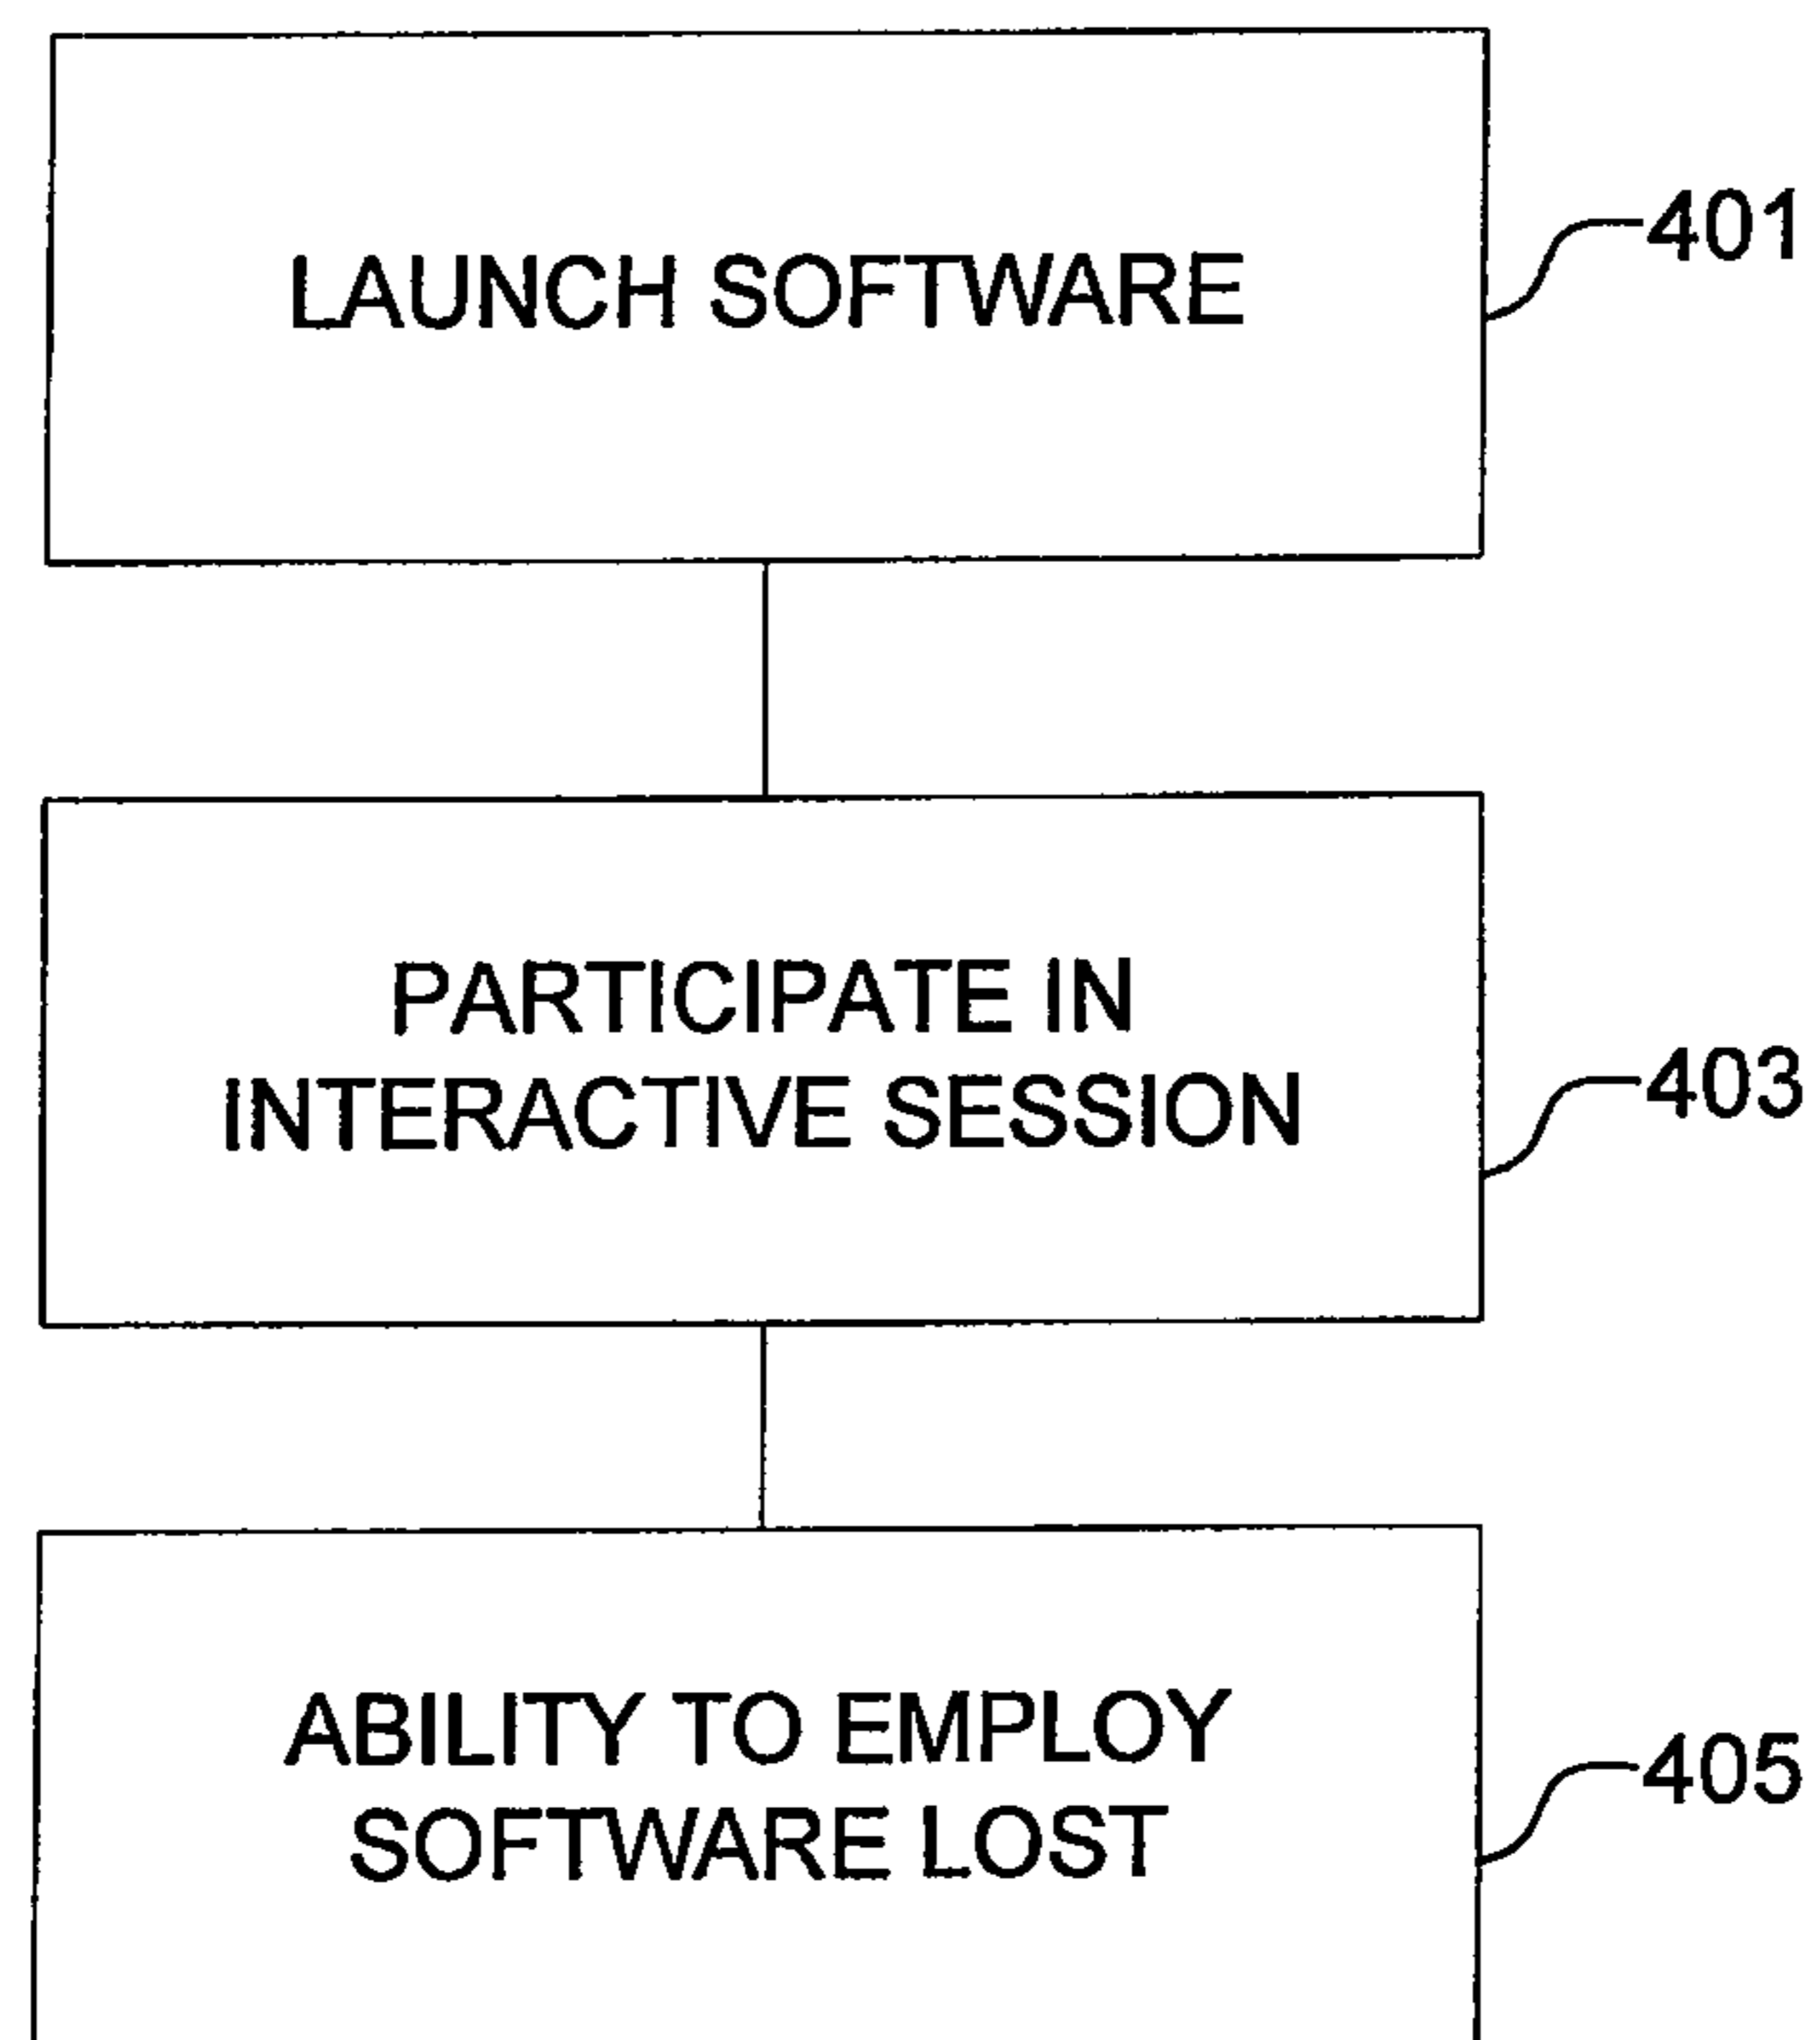 LAUNCH SOFTWARE
401
PARTICIPATE IN
INTERACTIVE SESSION
403
ABILITY TO EMPLOY
SOFTWARE LOST
405